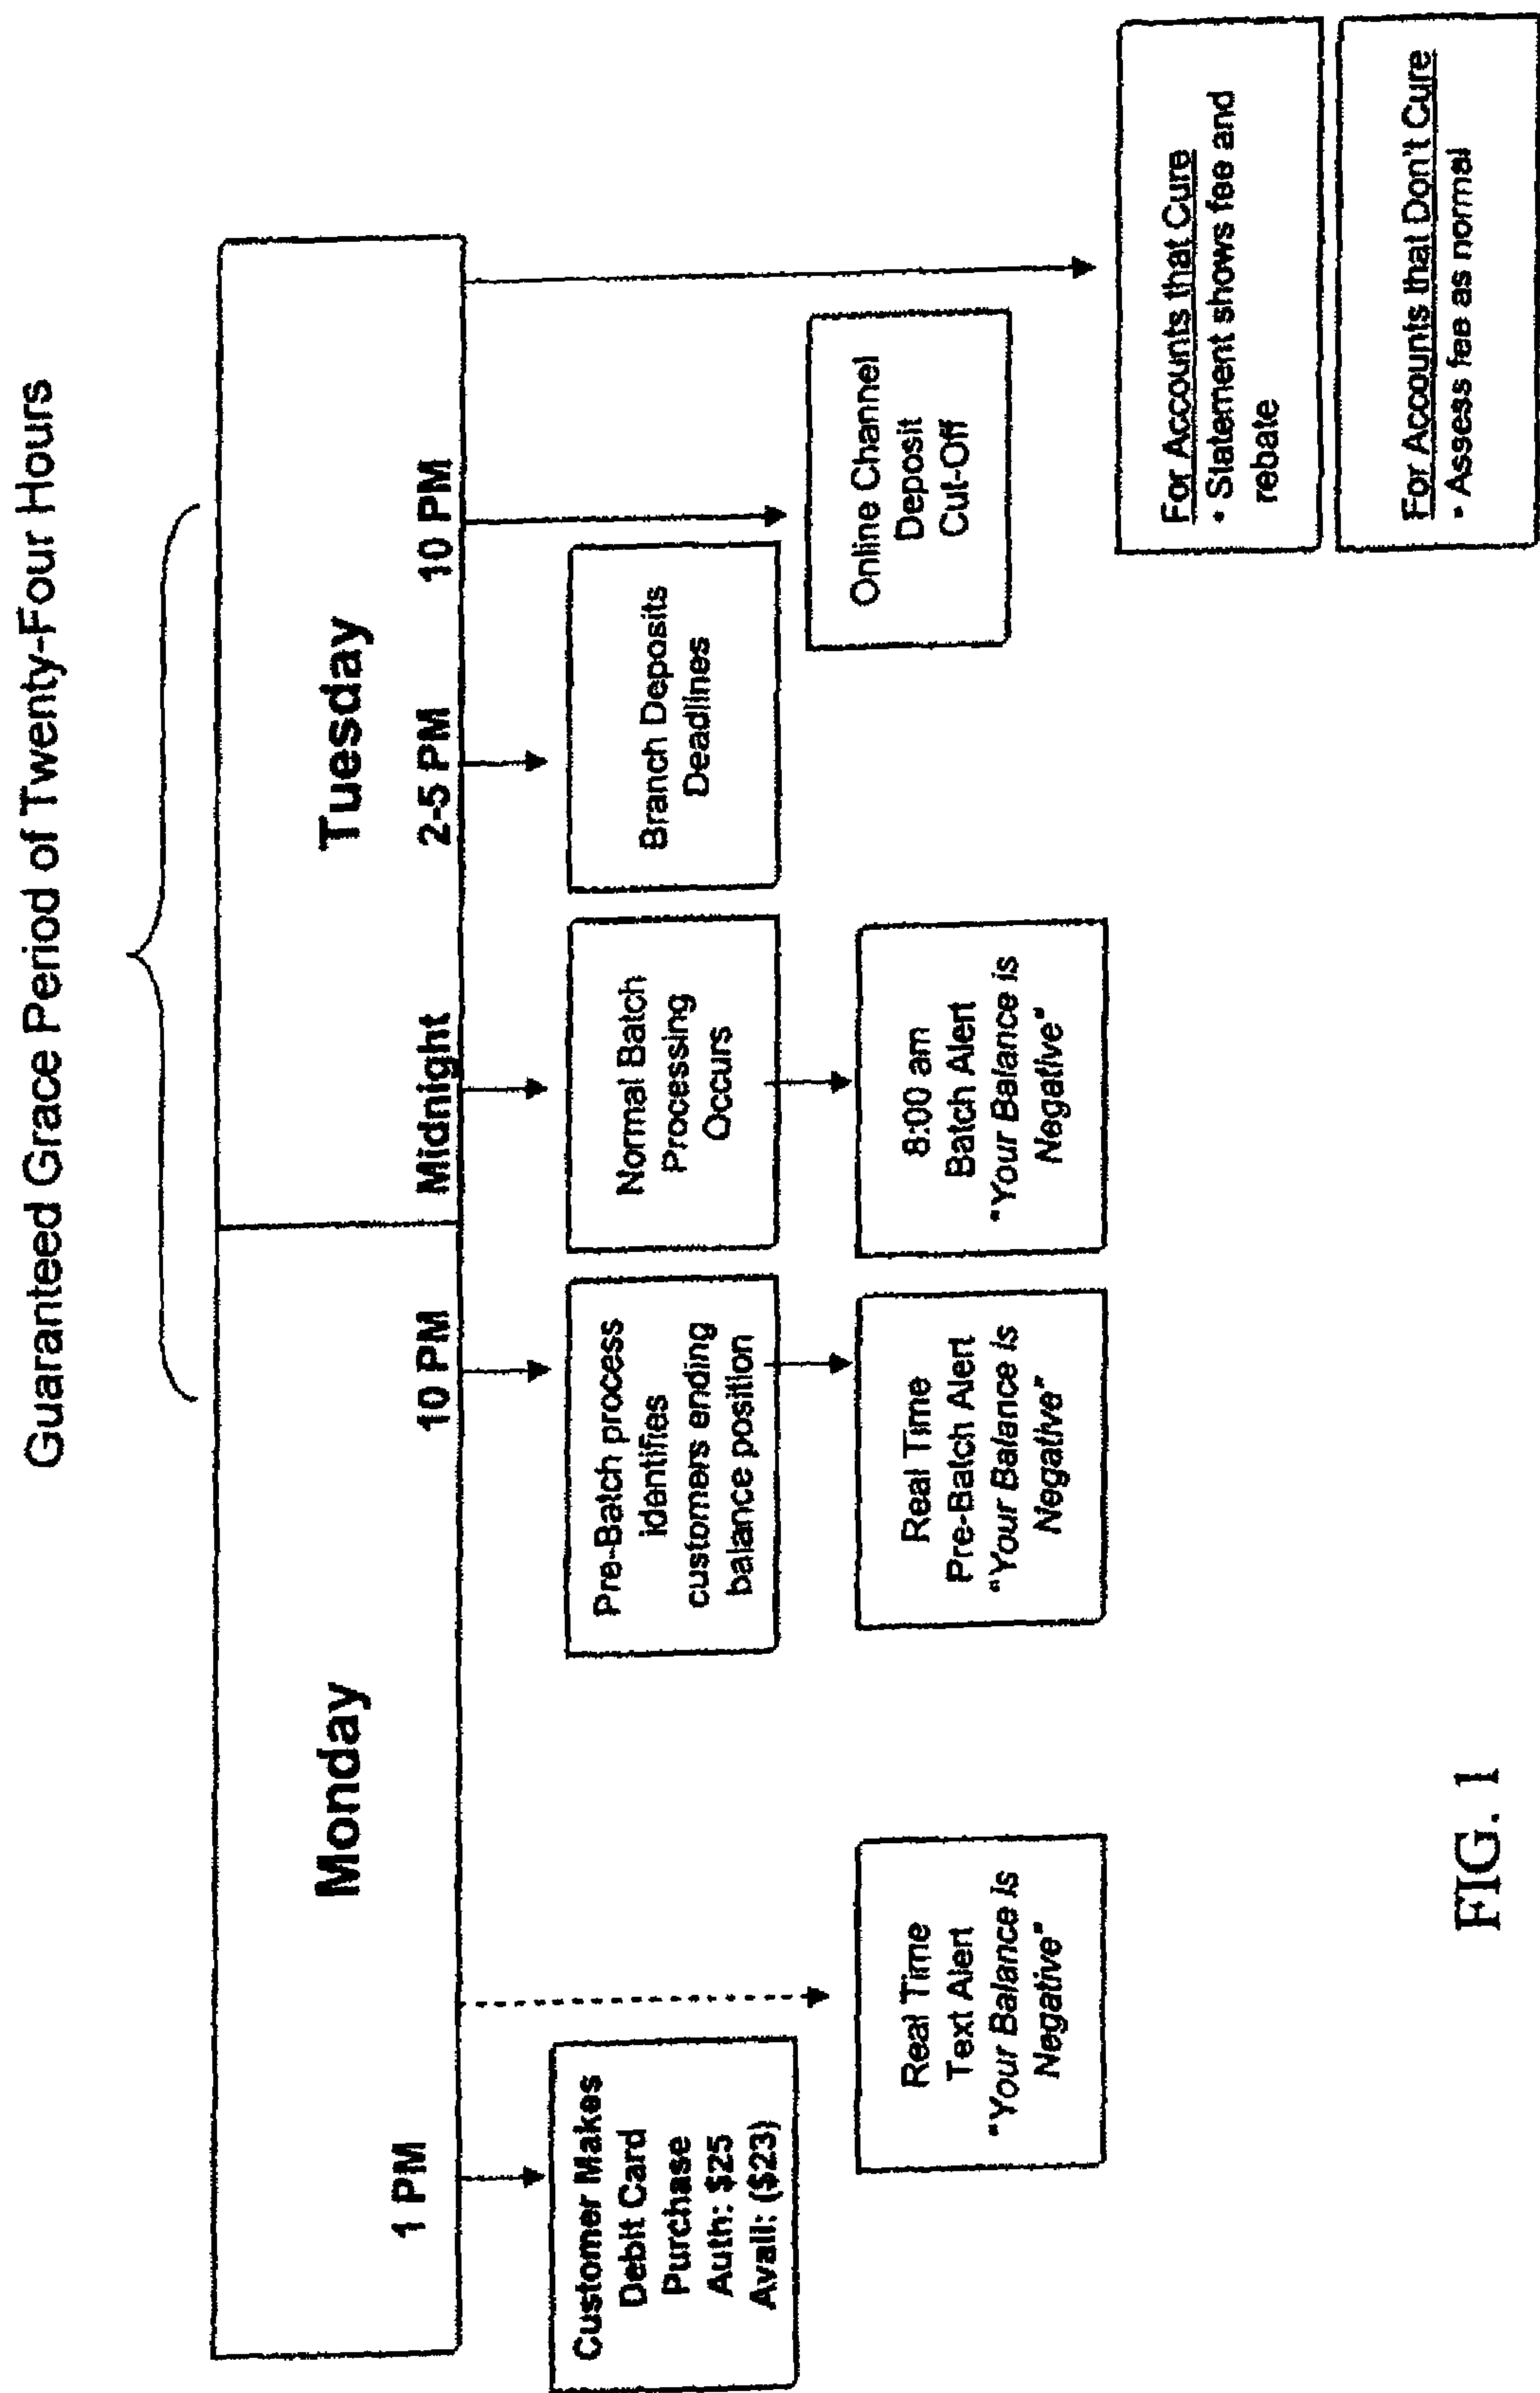 Guaranteed Grace Period of Twenty-Four Hours
Monday
Tuesday
1 PM
10 PM
Midnight
2-5 PM
10 PM
Customer Makes
Debit Card
Purchase
Auth: $25
Avail: ($23)
Real Time
Text Alert
"Your Balance is
Negative"
Pre-Batch process
identifies
customers ending
balance position
Real Time
Pre-Batch Alert
"Your Balance is
Negative"
Normal Batch
Processing
Occurs
8:00 am
Batch Alert
"Your Balance is
Negative"
Branch Deposits
Deadlines
Online Channel
Deposit
Cut-Off
For Accounts that Cure
• Statement shows fee and
rebate
For Accounts that Don't Cure
• Assess fee as normal
FIG. 1